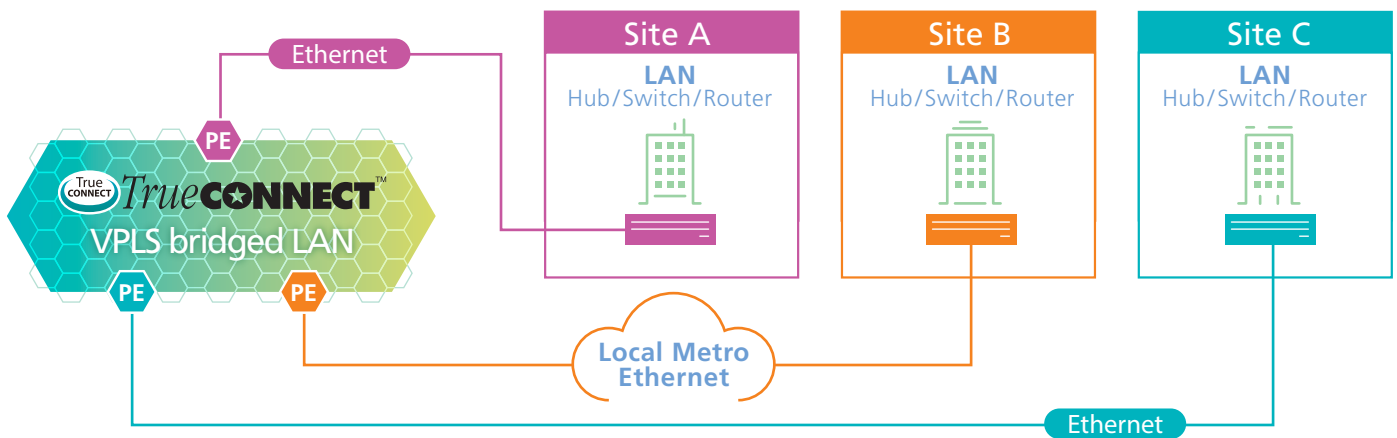 Ethernet
Site A
LAN
Hub/Switch/Router
Site B
LAN
Hub/Switch/Router
Site C
LAN
Hub/Switch/Router
PE
True
CONNECT
TrueCONNECT™
VPLS bridged LAN
PE
PE
Local Metro
Ethernet
Ethernet